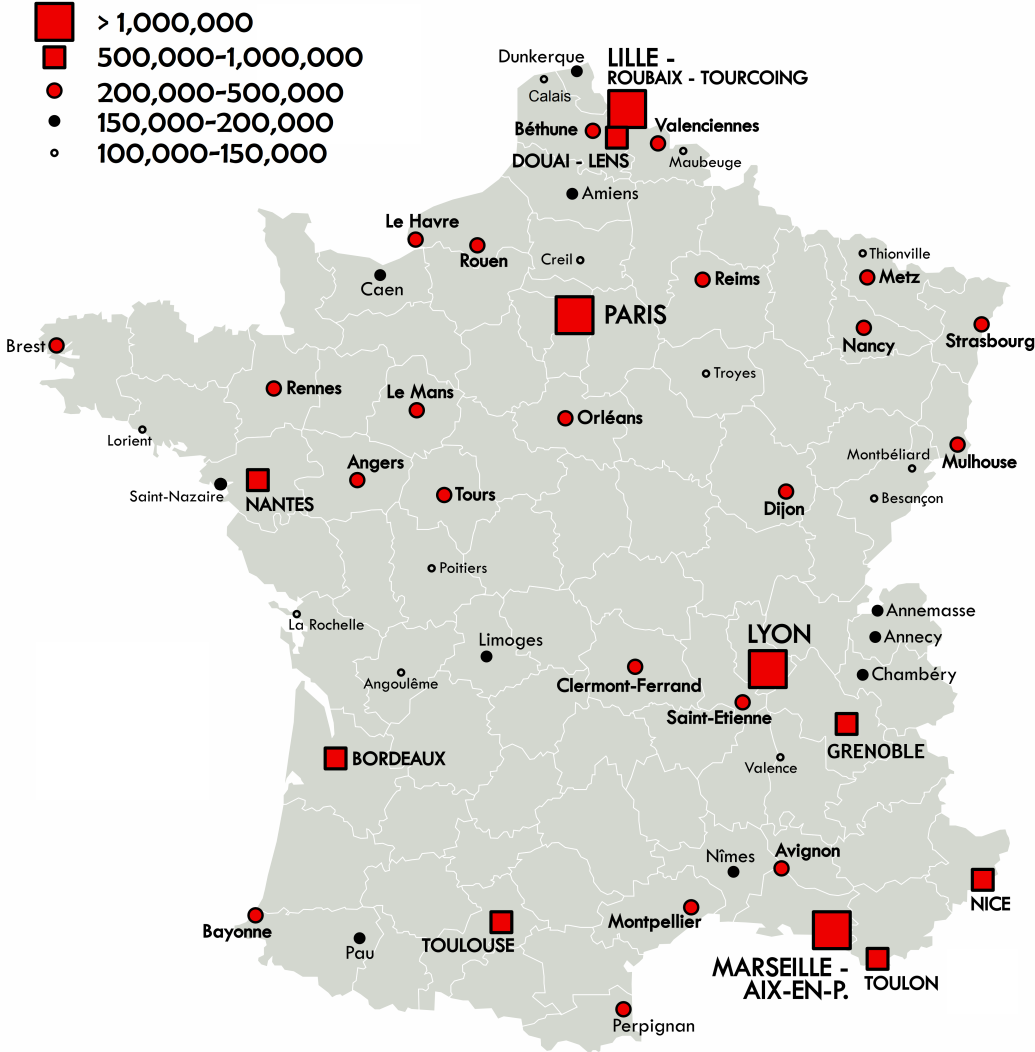 > 1,000,000
500,000-1,000,000
200,000-500,000
150,000-200,000
100,000-150,000
Dunkerque
LILLE -
ROUBAIX - TOURCOING
Calais
Béthune
Valenciennes
DOUAI - LENS
Maubeuge
Amiens
Le Havre
Rouen
Creil
Thionville
Reims
Metz
Caen
PARIS
Brest
Nancy
Strasbourg
Troyes
Rennes
Le Mans
Orléans
Lorient
Montbéliard
Mulhouse
Angers
Saint-Nazaire
NANTES
Tours
Besançon
Dijon
Poitiers
Annemasse
La Rochelle
LYON
Annecy
Limoges
Chambéry
Angoulême
Clermont-Ferrand
Saint-Etienne
GRENOBLE
BORDEAUX
Valence
Avignon
Nîmes
NICE
Montpellier
Bayonne
TOULOUSE
Pau
MARSEILLE -
AIX-EN-P.
TOULON
Perpignan